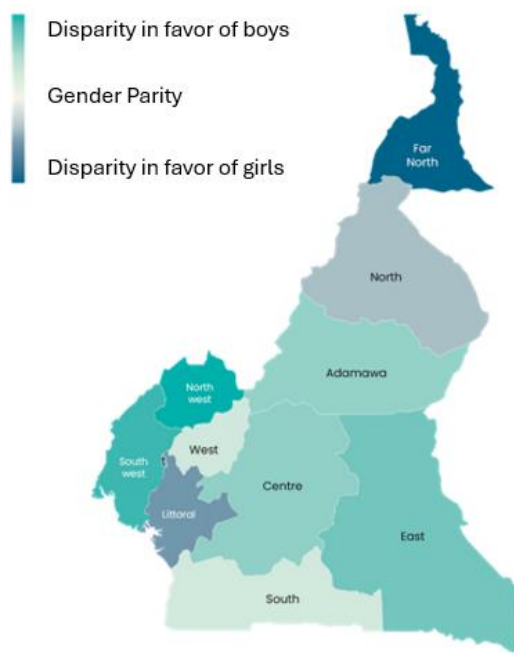 Disparity in favor of boys
Gender Parity
Disparity in favor of girls
Far
North
North
Adamawa
North
west
West
South
west
Centre
Littoral
East
South